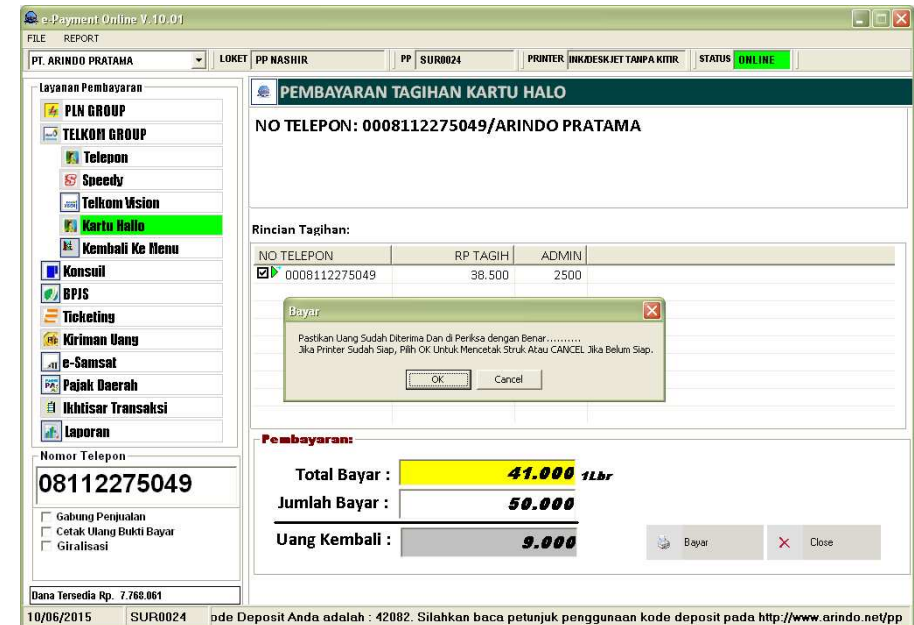 e-Payment Online V.10.01
FILE REPORT
PT. ARINDO PRATAMA LOKET PP NASHIR PP SUR0024 PRINTER INK/DESKJET TANPA KITIR STATUS ONLINE
Layanan Pembayaran
PLN GROUP
TELKOM GROUP
Telepon
Speedy
Telkom Vision
Kartu Hallo
Kembali Ke Menu
Konsuil
BPJS
Ticketing
Kiriman Uang
e-Samsat
Pajak Daerah
Ikhtisar Transaksi
Laporan
Nomor Telepon
08112275049
Gabung Penjualan
Cetak Ulang Bukti Bayar
Giralisasi
Dana Tersedia Rp. 7.768.061
PEMBAYARAN TAGIHAN KARTU HALO
NO TELEPON: 0008112275049/ARINDO PRATAMA
Rincian Tagihan:
NO TELEPON RP TAGIH ADMIN
0008112275049 38.500 2500
Bayar
Pastikan Uang Sudah Diterima Dan di Periksa dengan Benar..........
Jika Printer Sudah Siap, Pilih OK Untuk Mencetak Struk Atau CANCEL Jika Belum Siap.
OK Cancel
Pembayaran:
Total Bayar : 41.000 1Lbr
Jumlah Bayar : 50.000
Uang Kembali : 9.000
Bayar Close
10/06/2015 SUR0024 ode Deposit Anda adalah : 42082. Silahkan baca petunjuk penggunaan kode deposit pada http://www.arindo.net/pp